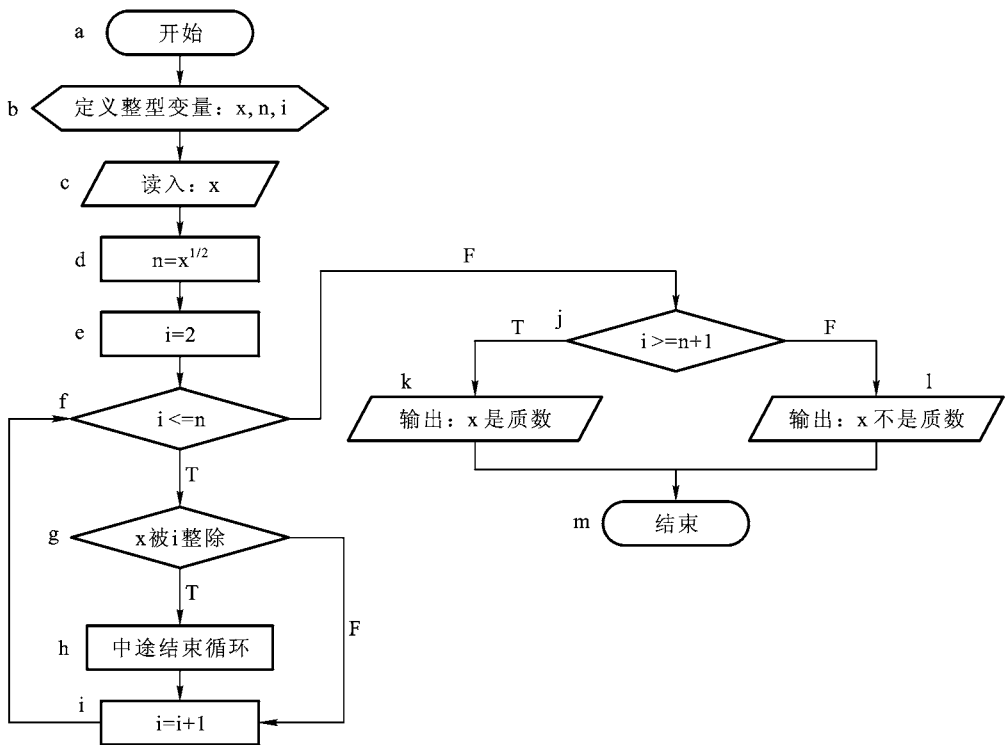 a
开始
b
定义整型变量：x, n, i
c
读入：x
d
n=x^{1/2}
F
e
i=2
j
T
i>=n+1
F
f
i<=n
k
输出：x 是质数
l
输出：x 不是质数
T
g
x被i整除
m
结束
T
F
h
中途结束循环
i
i=i+1